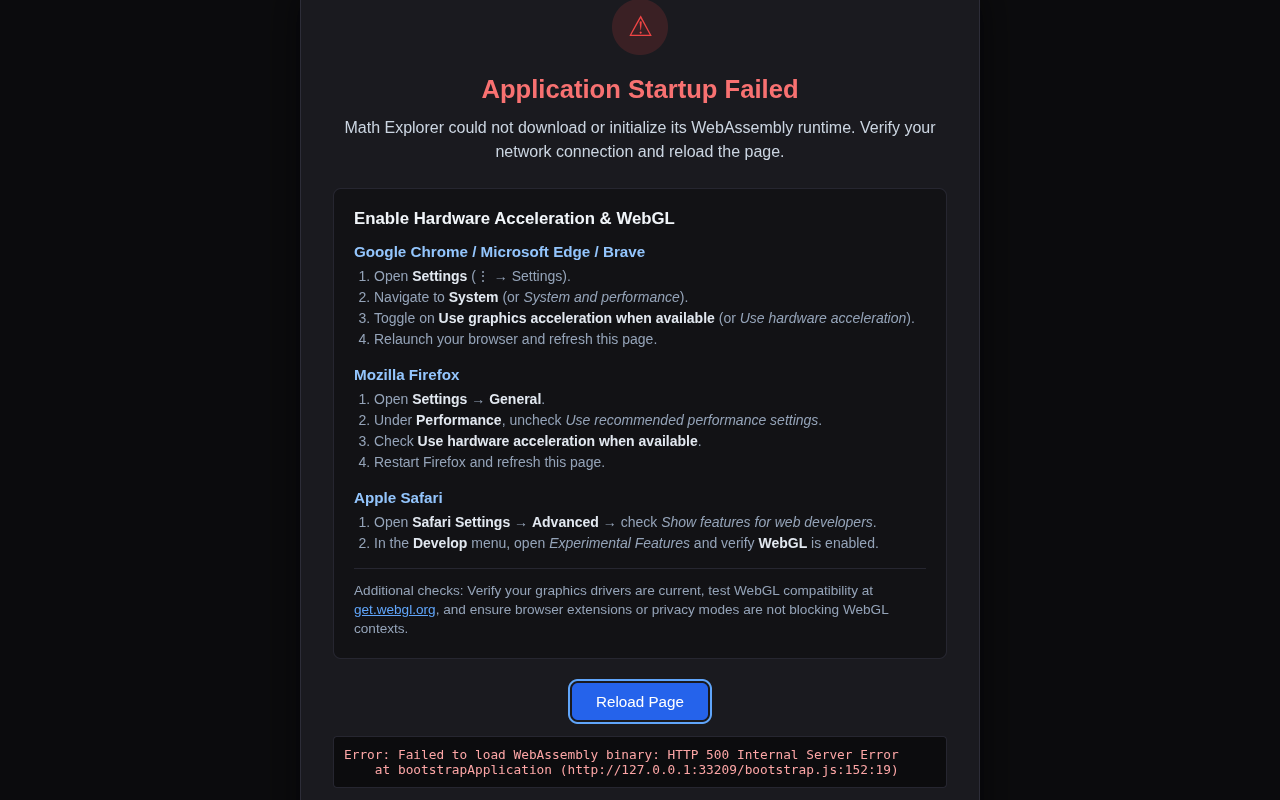 Application Startup Failed
Math Explorer could not download or initialize its WebAssembly runtime. Verify your
network connection and reload the page.
Enable Hardware Acceleration & WebGL
Google Chrome / Microsoft Edge / Brave
1. Open Settings (⋮ → Settings).
2. Navigate to System (or System and performance).
3. Toggle on Use graphics acceleration when available (or Use hardware acceleration).
4. Relaunch your browser and refresh this page.
Mozilla Firefox
1. Open Settings → General.
2. Under Performance, uncheck Use recommended performance settings.
3. Check Use hardware acceleration when available.
4. Restart Firefox and refresh this page.
Apple Safari
1. Open Safari Settings → Advanced → check Show features for web developers.
2. In the Develop menu, open Experimental Features and verify WebGL is enabled.
Additional checks: Verify your graphics drivers are current, test WebGL compatibility at
get.webgl.org, and ensure browser extensions or privacy modes are not blocking WebGL
contexts.
Reload Page
Error: Failed to load WebAssembly binary: HTTP 500 Internal Server Error
    at bootstrapApplication (http://127.0.0.1:33209/bootstrap.js:152:19)